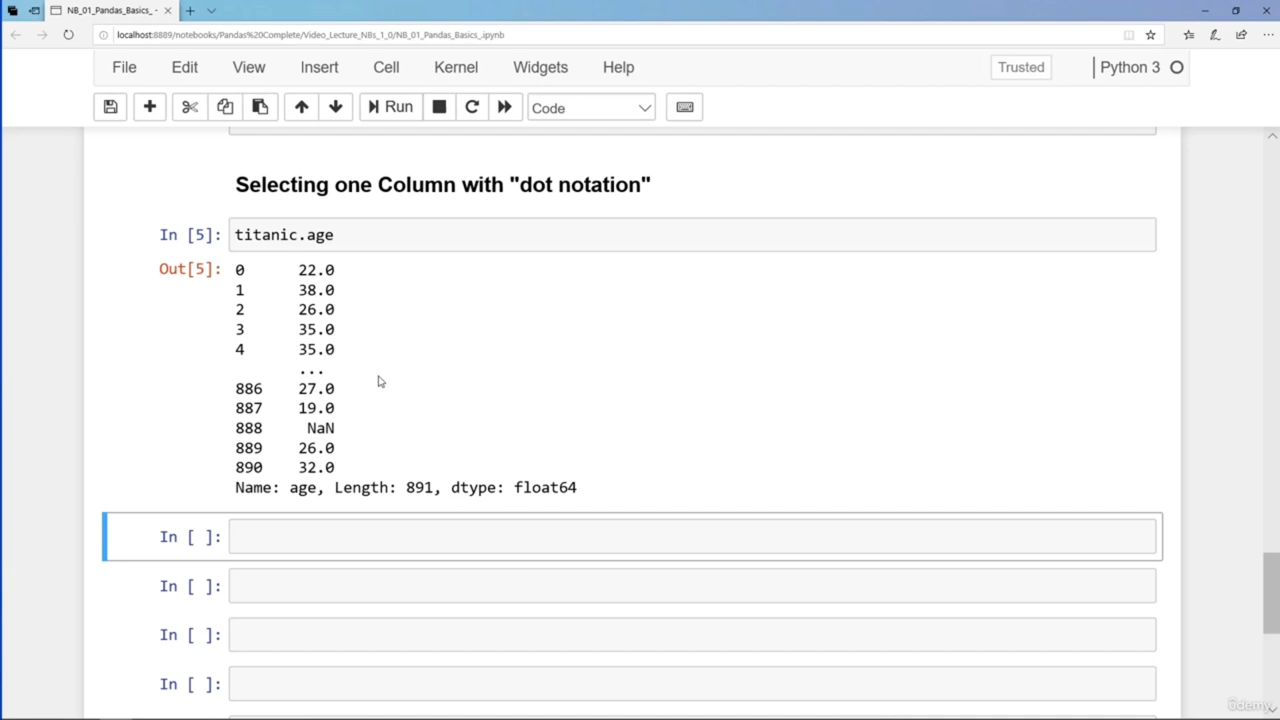 NB_01_Pandas_Basics_ -
localhost:8889/notebooks/Pandas%20Complete/Video_Lecture_NBs_1_0/NB_01_Pandas_Basics_.ipynb
File Edit View Insert Cell Kernel Widgets Help Trusted Python 3
Run Code
Selecting one Column with "dot notation"
In [5]: titanic.age
Out[5]: 0 22.0
1 38.0
2 26.0
3 35.0
4 35.0
...
886 27.0
887 19.0
888 NaN
889 26.0
890 32.0
Name: age, Length: 891, dtype: float64
In [ ]:
In [ ]:
In [ ]:
In [ ]:
ûdemy